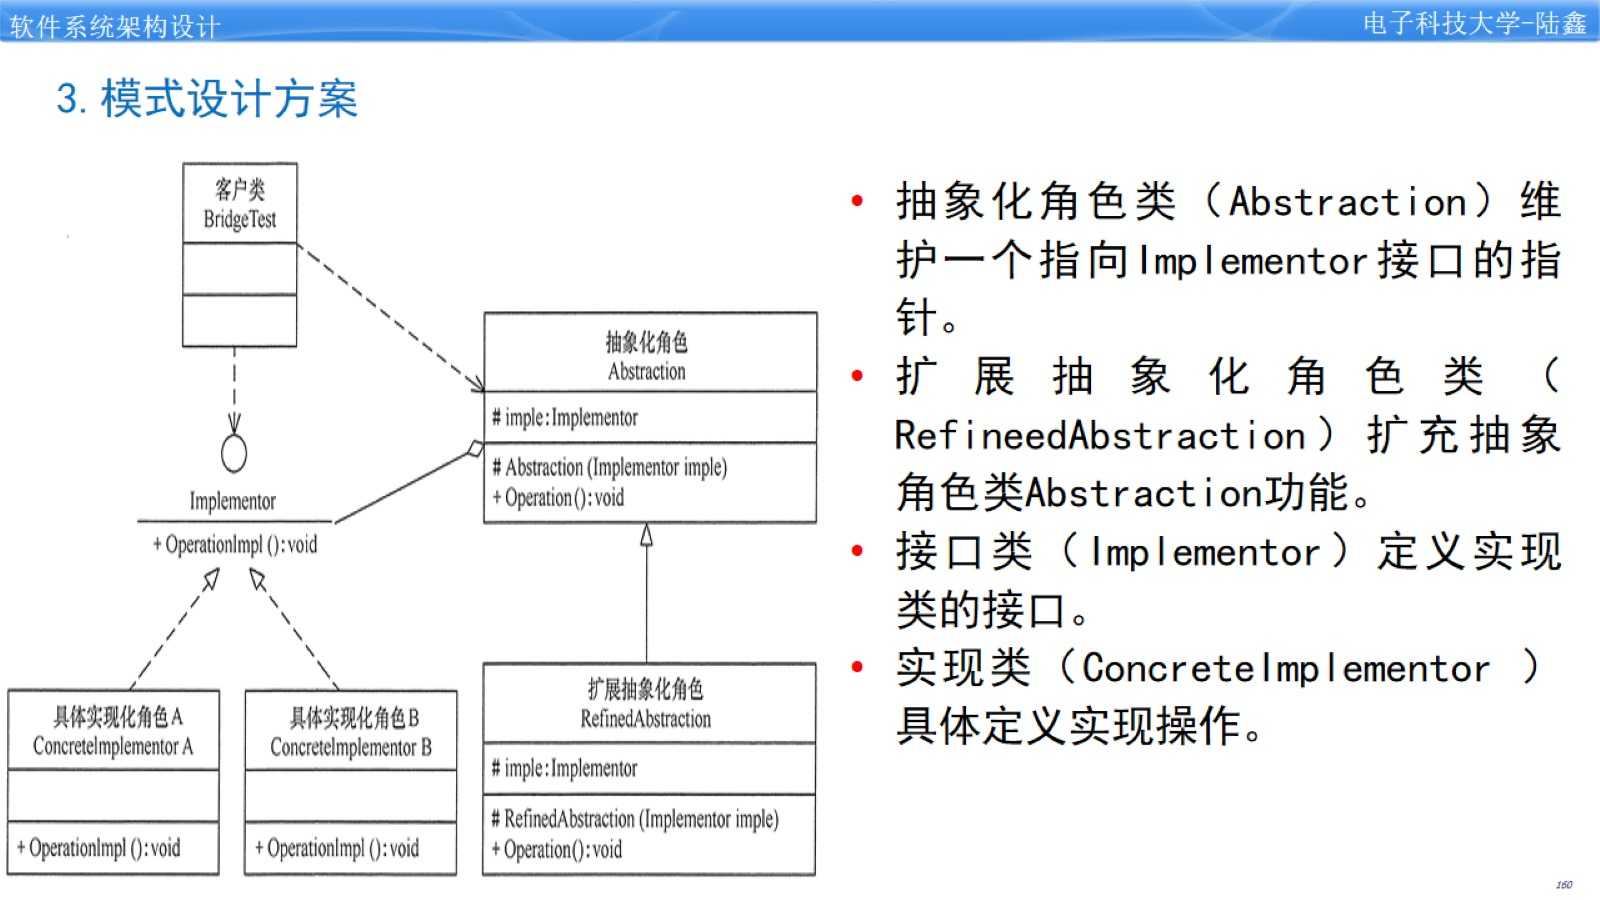 软件系统架构设计
电子科技大学-陆鑫
3. 模式设计方案
客户类
BridgeTest
抽象化角色
Abstraction
# imple:Implementor
# Abstraction (Implementor imple)
+ Operation():void
Implementor
+ OperationImpl ():void
具体实现化角色A
ConcreteImplementor A
+ OperationImpl ():void
具体实现化角色B
ConcreteImplementor B
+ OperationImpl ():void
扩展抽象化角色
RefinedAbstraction
# imple:Implementor
# RefinedAbstraction (Implementor imple)
+ Operation():void
• 抽象化角色类（Abstraction）维
护一个指向Implementor接口的指
针。
• 扩展抽象化角色类（
RefineedAbstraction）扩充抽象
角色类Abstraction功能。
• 接口类（Implementor）定义实现
类的接口。
• 实现类（ConcreteImplementor ）
具体定义实现操作。
160